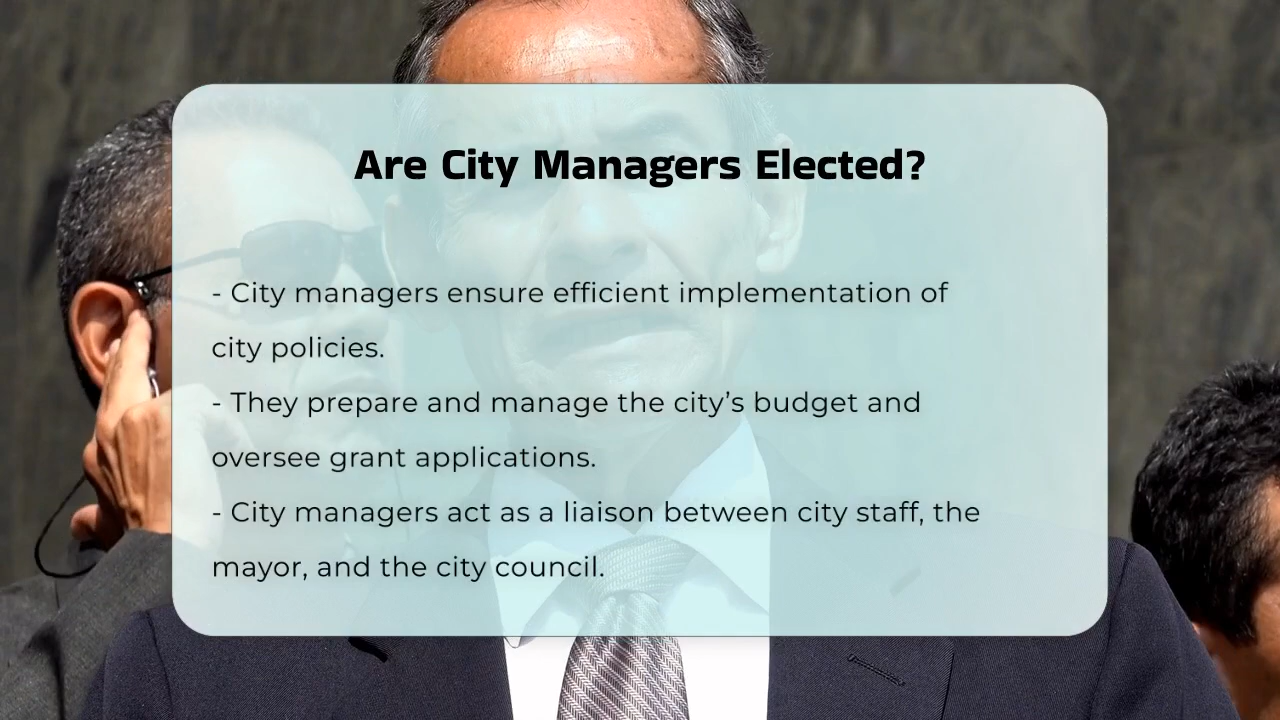 Are City Managers Elected?
- City managers ensure efficient implementation of
city policies.
- They prepare and manage the city’s budget and
oversee grant applications.
- City managers act as a liaison between city staff, the
mayor, and the city council.